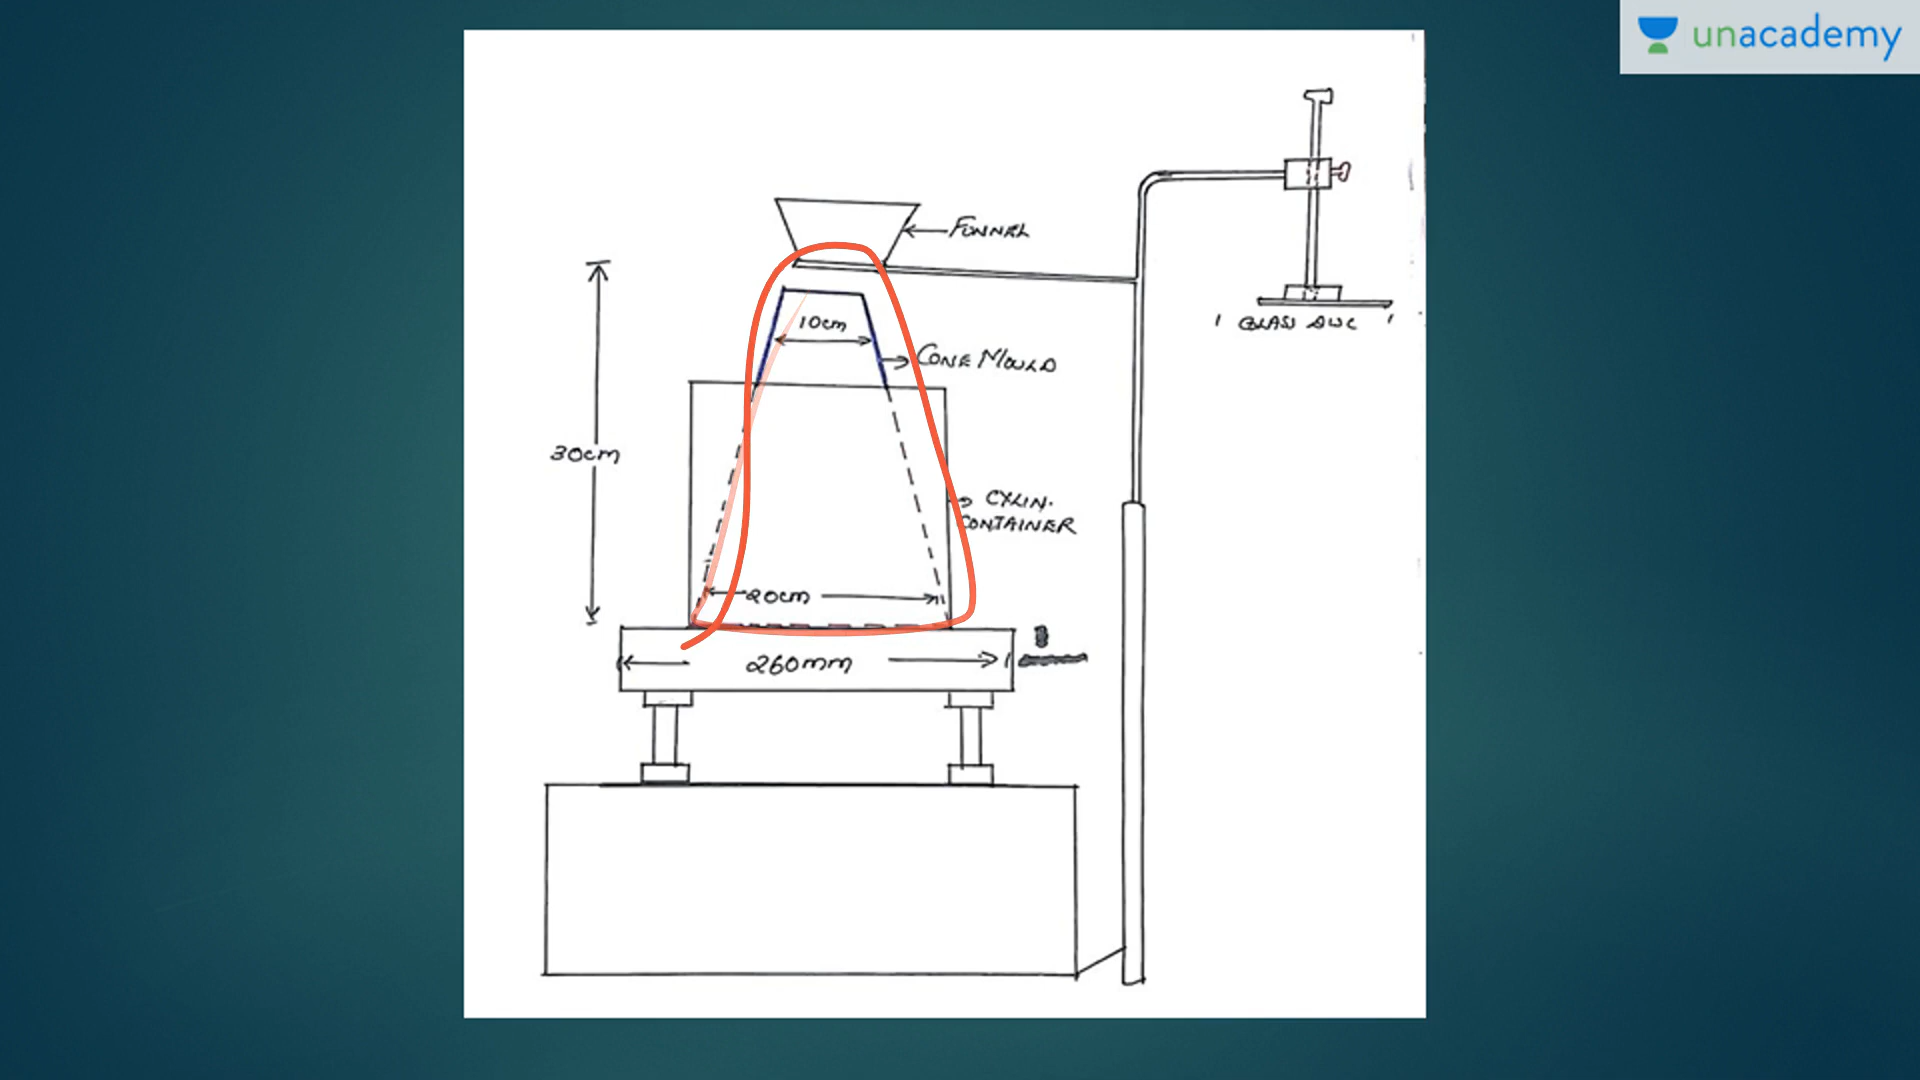 unacademy
FUNNEL
GLASS DISC
10cm
CONE MOULD
30cm
CYLIN.
CONTAINER
20cm
260mm